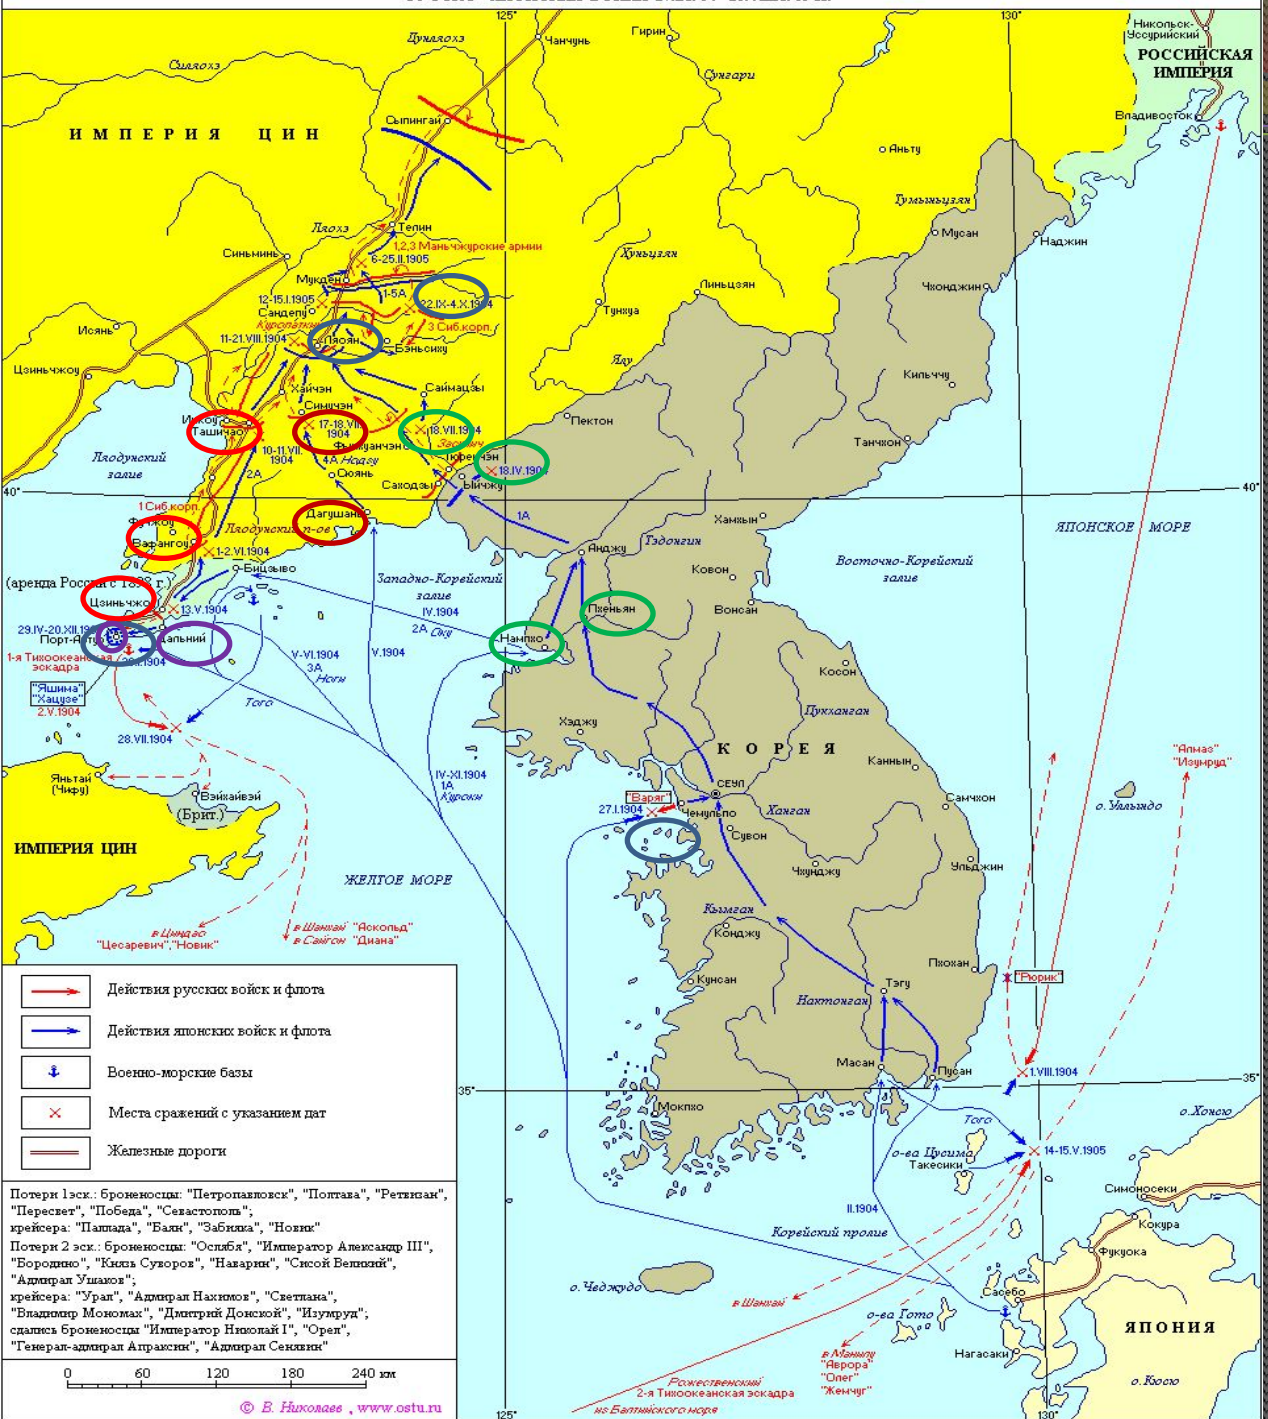 125°
130°
Никольск-
Уссурийский
РОССИЙСКАЯ
ИМПЕРИЯ
Владивосток
Дунляохэ
Чанчунь
Гирин
Сунгари
Силяохэ
ИМПЕРИЯ ЦИН
Сыпингай
Аньту
Тумыньцзян
Мусан
Наджин
Ляохэ
Телин
1,2,3 Маньчжурские армии
Синьминь
6-25.II.1905
Хуньцзян
Мукден
1-5А
Линьцзян
Чхонджин
12-15.I.1905
Сандепу
22.IX-4.X.1904
Тунхуа
Куропаткин
3 Сиб.корп.
Исянь
11-21.VIII.1904
Ляоян
Бэньсиху
Ялу
Цзиньчжоу
Кильчжу
Хайчэн
Саймацзы
Симучэн
Инкоу
Ташичао
17-18.VII.
1904
18.VII.1904
Пектон
Танчхон
10-11.VII.
1904
Тюренчэн
18.IV.1904
Ляодунский
залив
2А
4А Нодзу
Сюянь
Саходзы
Ыйчжу
40°
40°
1 Сиб.корп.
Дагушань
1А
Хамхын
ЯПОНСКОЕ МОРЕ
Ляодунский п-ов
Вафангоу
1-2.VI.1904
Анджу
Тэдонган
Бицзыво
Западно-Корейский
залив
Ковон
Восточно-Корейский
залив
(аренда России с 1898 г.)
Цзиньчжоу
13.V.1904
IV.1904
2А Оку
Пхеньян
Вонсан
Порт-Артур
Дальний
Нампхо
1-я Тихоокеанская
эскадра
V-VI.1904
3А
Ноги
V.1904
Косон
"Яшима"
"Хацузе"
2.V.1904
Того
Пукханган
28.VII.1904
Хэджу
КОРЕЯ
"Алмаз"
"Изумруд"
Каннын
Яньтай
(Чифу)
Вэйхайвэй
(Брит.)
IV-XI.1904
1А
Куроки
СЕУЛ
"Варяг"
27.I.1904
Чемульпо
Ханган
Самчхон
о.Уллындо
Сувон
ИМПЕРИЯ ЦИН
Чхунджу
Ульджин
ЖЕЛТОЕ МОРЕ
Кымган
Конджу
в Циндао
"Цесаревич","Новик"
в Шанхай "Аскольд"
в Сайгон "Диана"
Пхохан
"Рюрик"
Кунсан
Тэгу
Нактонган
Действия русских войск и флота
Действия японских войск и флота
Военно-морские базы
Места сражений с указанием дат
Железные дороги
Масан
Пусан
1.VIII.1904
35°
35°
Мокпхо
о.Хонсю
Того
о-ва Цусима
Такесики
14-15.V.1905
Симоносеки
Кокура
II.1904
Корейский пролив
Фукуока
Потери 1эск.: броненосцы: "Петропавловск", "Полтава", "Ретвизан",
"Пересвет", "Победа", "Севастополь";
крейсера: "Паллада", "Баян", "Забияка", "Новик"
Потери 2 эск.: броненосцы: "Ослябя", "Император Александр III",
"Бородино", "Князь Суворов", "Наварин", "Сисой Великий",
"Адмирал Ушаков";
крейсера: "Урал", "Адмирал Нахимов", "Светлана",
"Владимир Мономах", "Дмитрий Донской", "Изумруд";
сдались броненосцы "Император Николай I", "Орел",
"Генерал-адмирал Апраксин", "Адмирал Сенявин"
о.Чеджудо
в Шанхай
Сасебо
о-ва Гото
ЯПОНИЯ
Нагасаки
в Манилу
"Аврора"
"Олег"
"Жемчуг"
о.Кюсю
Рожественский
2-я Тихоокеанская эскадра
из Балтийского моря
0 60 120 180 240 км
© В. Николаев , www.ostu.ru
125°
130°